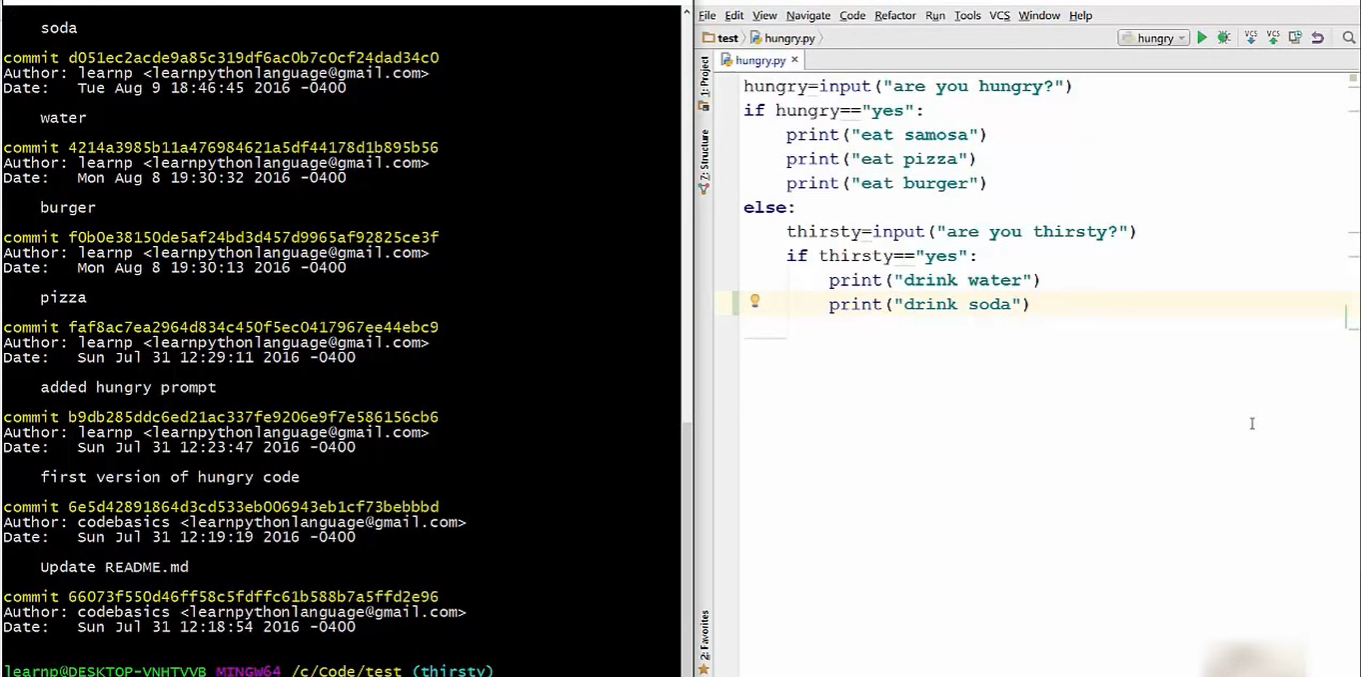 soda
commit d051ec2acde9a85c319df6ac0b7c0cf24dad34c0
Author: learnp <learnpythonlanguage@gmail.com>
Date:   Tue Aug 9 18:46:45 2016 -0400
water
commit 4214a3985b11a476984621a5df44178d1b895b56
Author: learnp <learnpythonlanguage@gmail.com>
Date:   Mon Aug 8 19:30:32 2016 -0400
burger
commit f0b0e38150de5af24bd3d457d9965af92825ce3f
Author: learnp <learnpythonlanguage@gmail.com>
Date:   Mon Aug 8 19:30:13 2016 -0400
pizza
commit faf8ac7ea2964d834c450f5ec0417967ee44ebc9
Author: learnp <learnpythonlanguage@gmail.com>
Date:   Sun Jul 31 12:29:11 2016 -0400
added hungry prompt
commit b9db285ddc6ed21ac337fe9206e9f7e586156cb6
Author: learnp <learnpythonlanguage@gmail.com>
Date:   Sun Jul 31 12:23:47 2016 -0400
first version of hungry code
commit 6e5d42891864d3cd533eb006943eb1cf73bebbbd
Author: codebasics <learnpythonlanguage@gmail.com>
Date:   Sun Jul 31 12:19:19 2016 -0400
Update README.md
commit 66073f550d46ff58c5fdffc61b588b7a5ffd2e96
Author: codebasics <learnpythonlanguage@gmail.com>
Date:   Sun Jul 31 12:18:54 2016 -0400
learnp@DESKTOP-VNHTVVB MINGW64 /c/Code/test (thirsty)
File Edit View Navigate Code Refactor Run Tools VCS Window Help
test hungry.py hungry VCS VCS
hungry.py
1: Project
7: Structure
2: Favorites
hungry=input("are you hungry?")
if hungry=="yes":
    print("eat samosa")
    print("eat pizza")
    print("eat burger")
else:
    thirsty=input("are you thirsty?")
    if thirsty=="yes":
        print("drink water")
        print("drink soda")